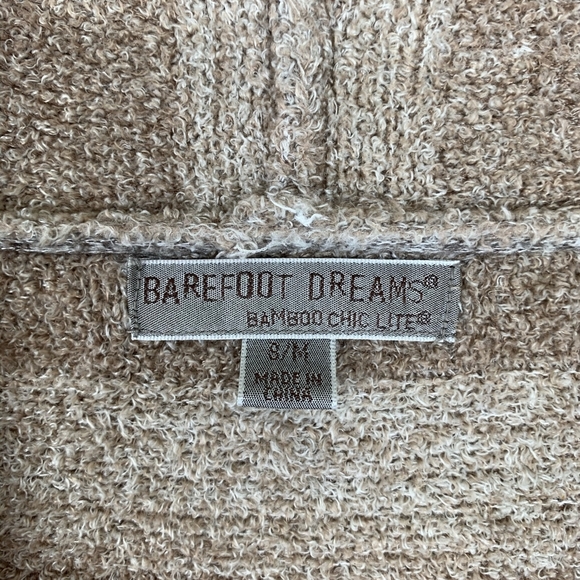 BAREFOOT DREAMS®
BAMBOO CHIC LITE®
S/M
MADE IN
CHINA